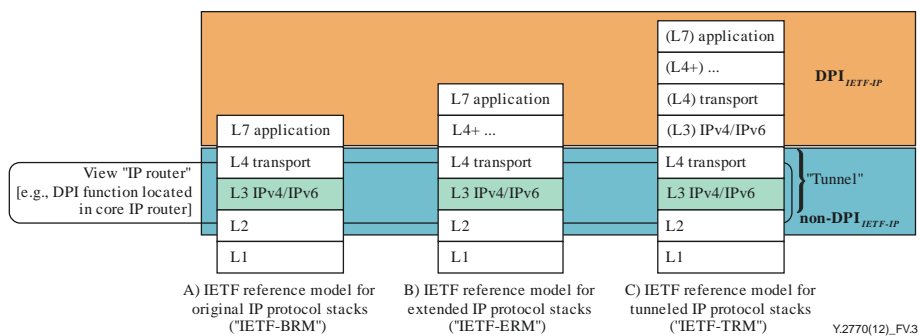 (L7) application
(L4+) ...
DPI IETF-IP
L7 application
(L4) transport
L7 application
L4+ ...
(L3) IPv4/IPv6
View "IP router"
[e.g., DPI function located
in core IP router]
L4 transport
L4 transport
L4 transport
"Tunnel"
L3 IPv4/IPv6
L3 IPv4/IPv6
L3 IPv4/IPv6
non-DPI IETF-IP
L2
L2
L2
L1
L1
L1
A) IETF reference model for
original IP protocol stacks
("IETF-BRM")
B) IETF reference model for
extended IP protocol stacks
("IETF-ERM")
C) IETF reference model for
tunneled IP protocol stacks
("IETF-TRM")
Y.2770(12)_FV.3